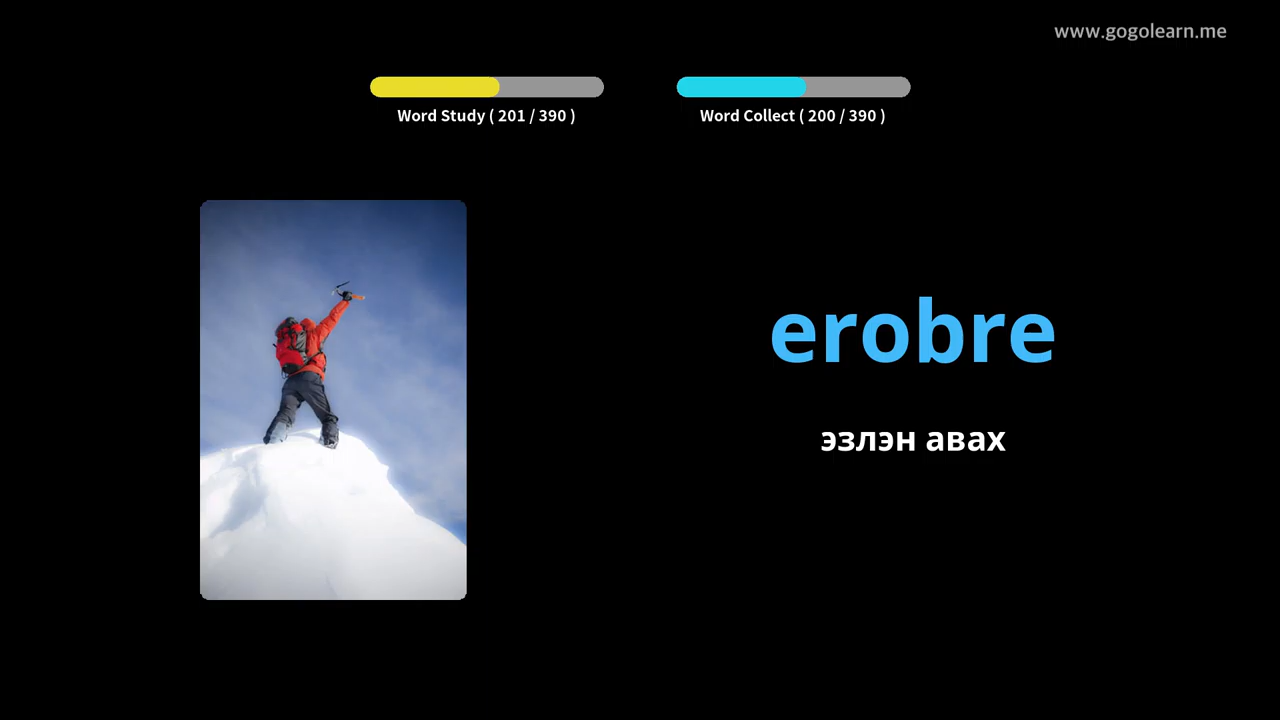 www.gogolearn.me
Word Study ( 201 / 390 )
Word Collect ( 200 / 390 )
erobre
эзлэн авах